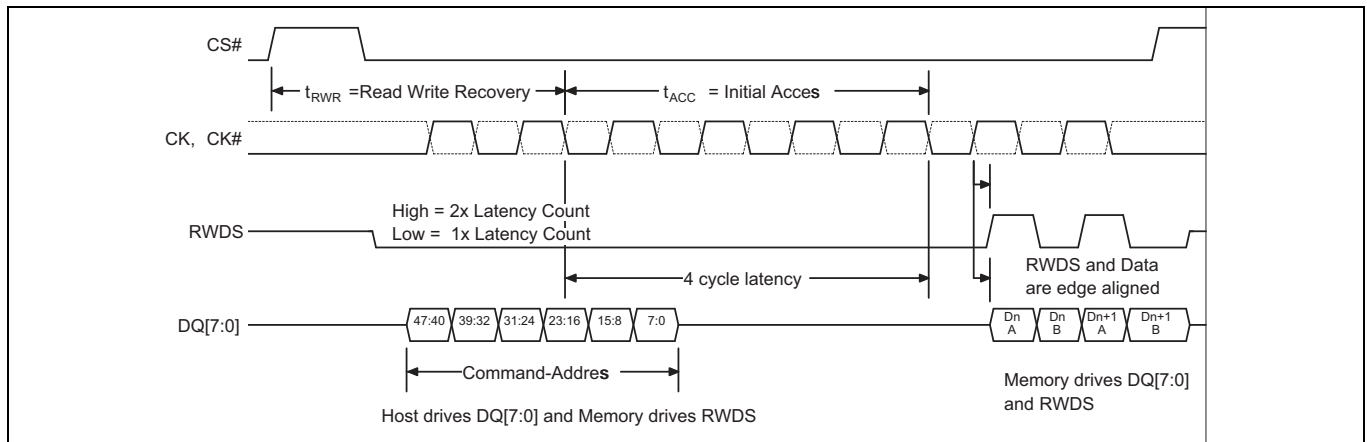 CS#
tRWR =Read Write Recovery
tACC = Initial Acces
CK, CK#
High = 2x Latency Count
Low = 1x Latency Count
RWDS
4 cycle latency
RWDS and Data
are edge aligned
DQ[7:0]
47:40 39:32 31:24 23:16 15:8 7:0
Dn A
Dn B
Dn+1 A
Dn+1 B
Command-Addres
Host drives DQ[7:0] and Memory drives RWDS
Memory drives DQ[7:0]
and RWDS